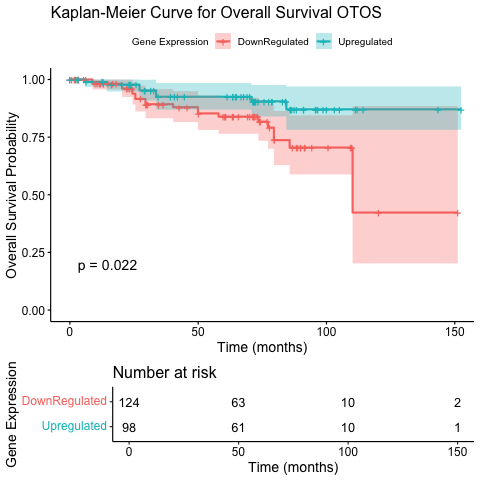 Kaplan-Meier Curve for Overall Survival OTOS
Gene Expression DownRegulated Upregulated
Overall Survival Probability
1.00
0.75
0.50
0.25
0.00
p = 0.022
0 50 100 150
Time (months)
Number at risk
Gene Expression
DownRegulated 124 63 10 2
Upregulated 98 61 10 1
0 50 100 150
Time (months)